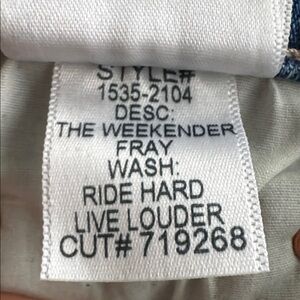 STYLE#
1535-2104
DESC:
THE WEEKENDER
FRAY
WASH:
RIDE HARD
LIVE LOUDER
CUT# 719268